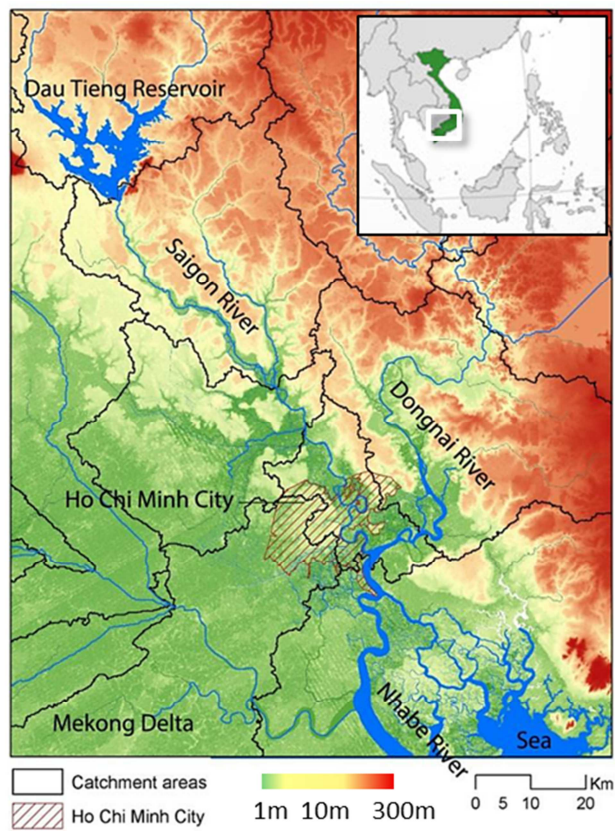 Dau Tieng Reservoir
Saigon River
Dongnai River
Ho Chi Minh City
Nhabe River
Mekong Delta
Sea
Catchment areas
Ho Chi Minh City
1m 10m 300m
Km
0 5 10 20